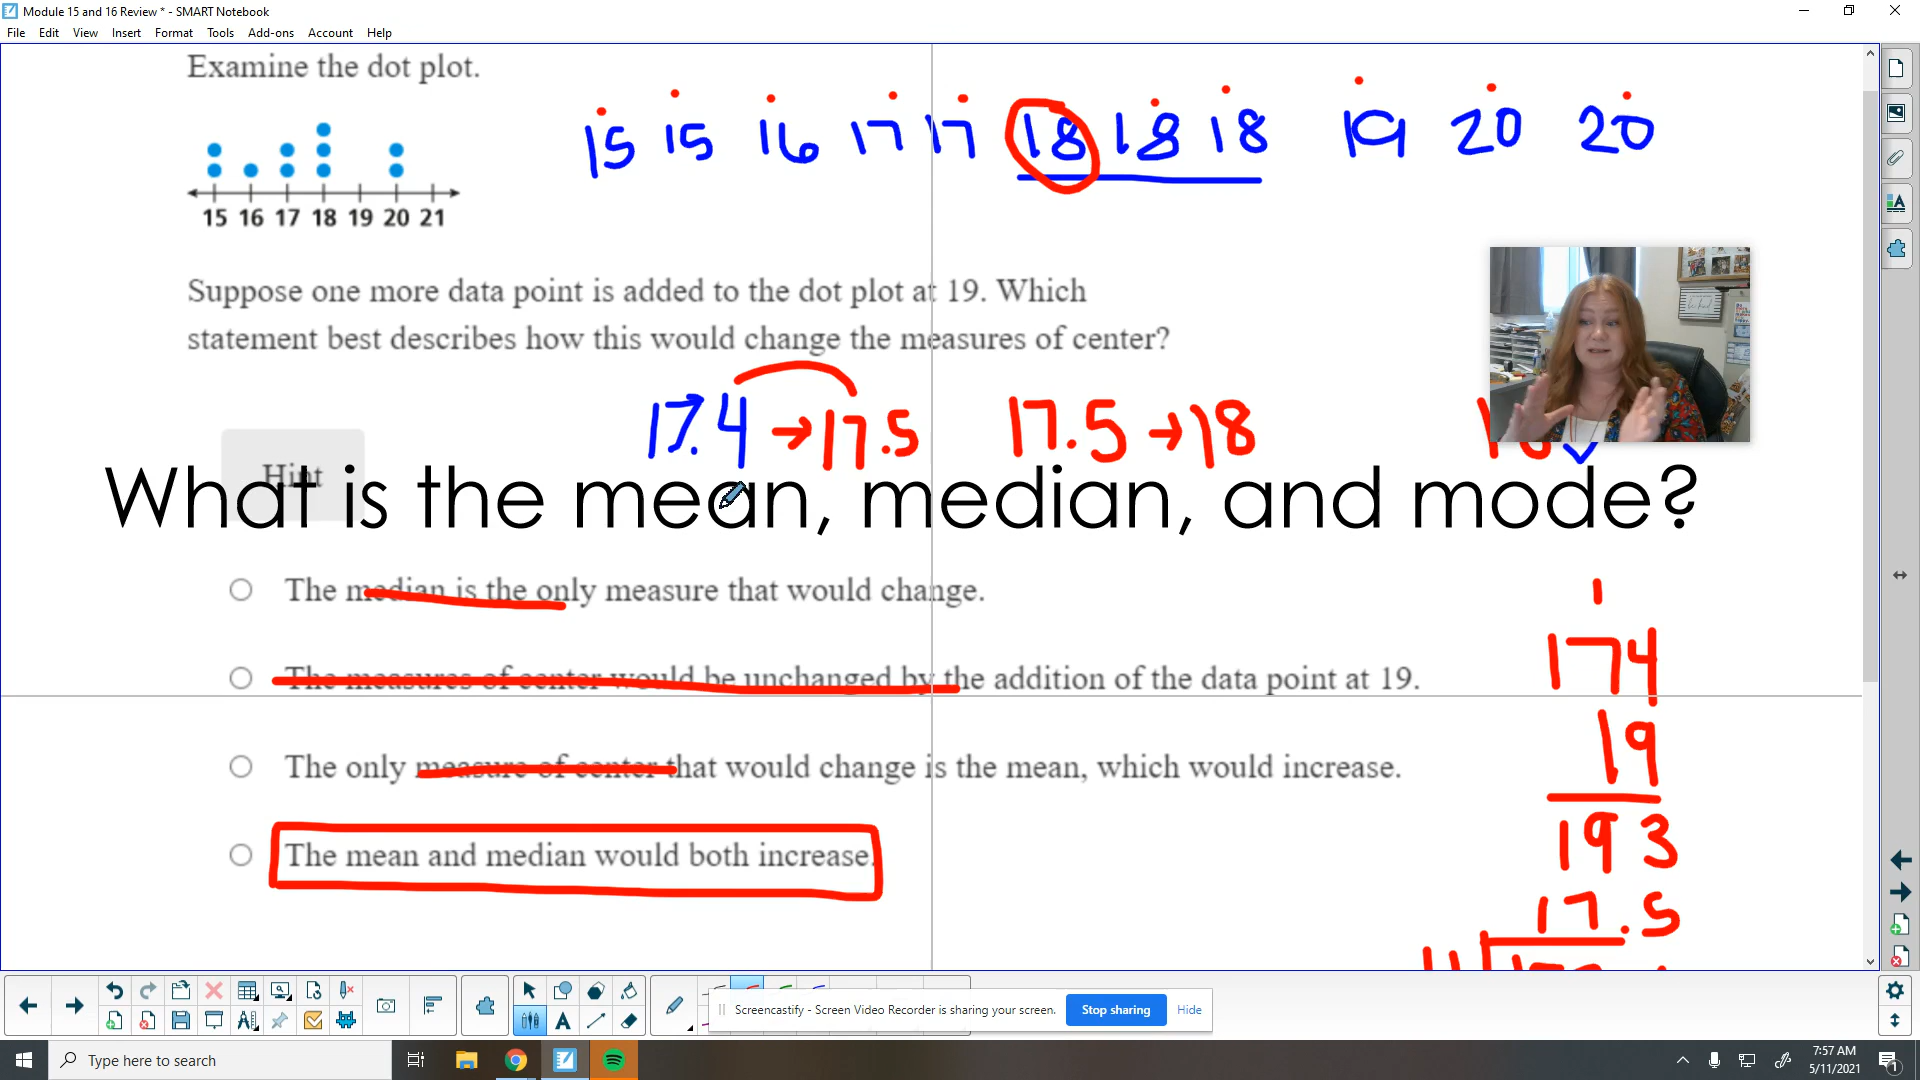 Module 15 and 16 Review * - SMART Notebook
File Edit View Insert Format Tools Add-ons Account Help
Examine the dot plot.
15 15 16 17 17 18 18 18 19 20 20
15 16 17 18 19 20 21
Suppose one more data point is added to the dot plot at 19. Which
statement best describes how this would change the measures of center?
17.4 → 17.5 17.5 → 18
Hint
What is the mean, median, and mode?
The median is the only measure that would change.
The measures of center would be unchanged by the addition of the data point at 19.
The only measure of center that would change is the mean, which would increase.
The mean and median would both increase.
1
174
19
193
17.5
11
Screencastify - Screen Video Recorder is sharing your screen. Stop sharing Hide
Type here to search
7:57 AM
5/11/2021
1